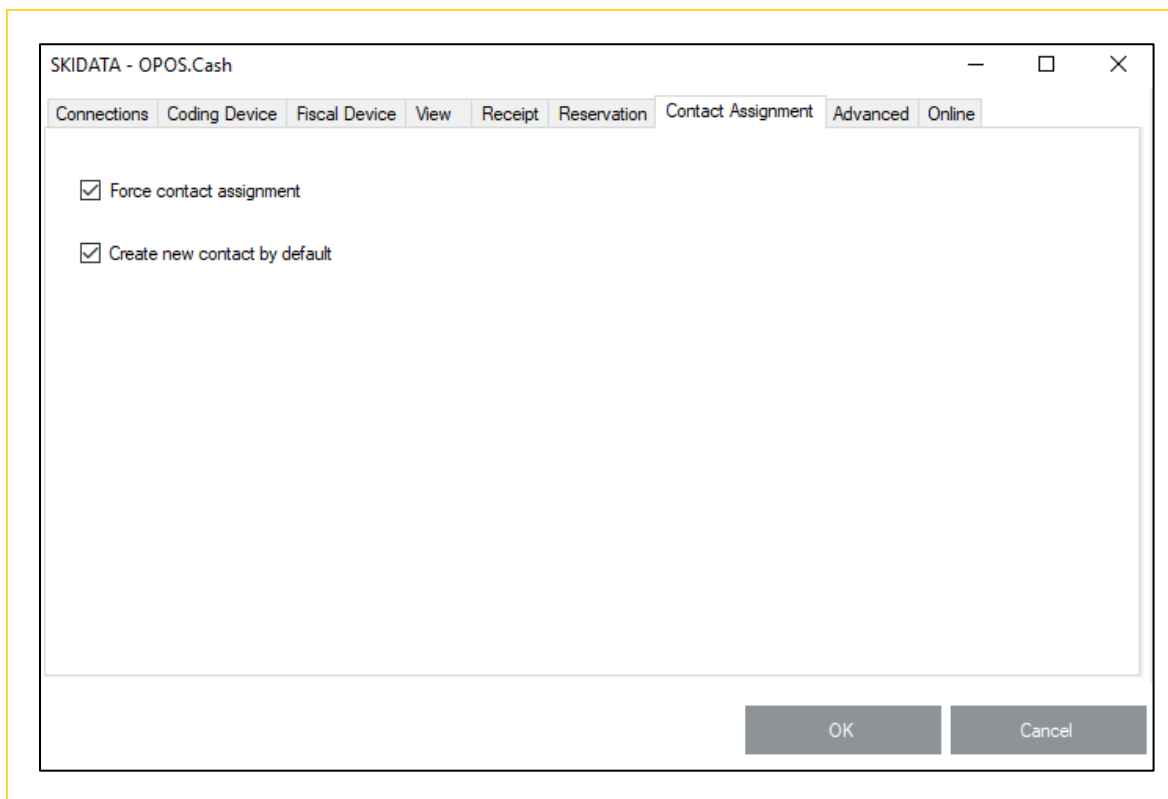 SKIDATA - OPOS.Cash
Connections Coding Device Fiscal Device View Receipt Reservation Contact Assignment Advanced Online
Force contact assignment
Create new contact by default
OK Cancel